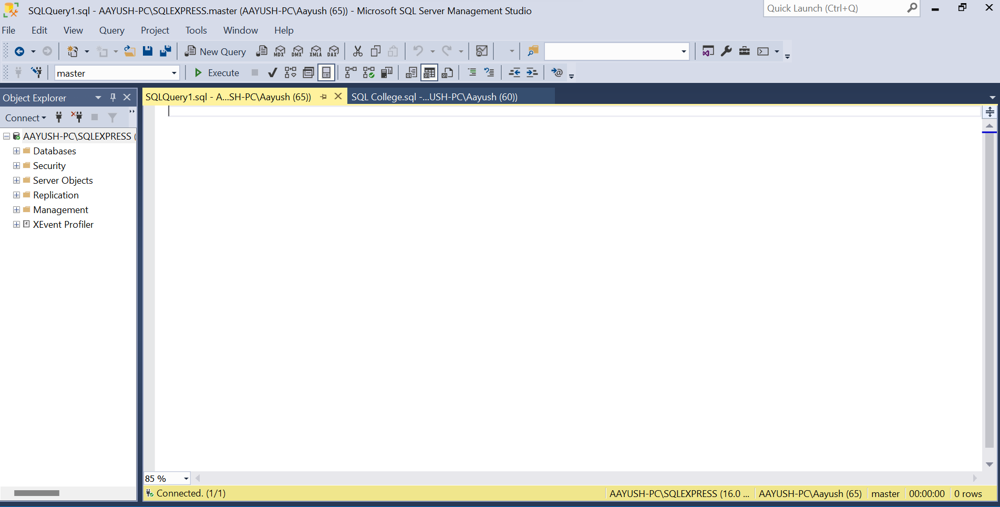 SQLQuery1.sql - AAYUSH-PC\SQLEXPRESS.master (AAYUSH-PC\Aayush (65)) - Microsoft SQL Server Management Studio
Quick Launch (Ctrl+Q)
File Edit View Query Project Tools Window Help
New Query MDX DMX XMLA DAX
master Execute
Object Explorer
SQLQuery1.sql - A...SH-PC\Aayush (65)) SQL College.sql -...USH-PC\Aayush (60))
Connect
AAYUSH-PC\SQLEXPRESS (
Databases
Security
Server Objects
Replication
Management
XEvent Profiler
85 %
Connected. (1/1) AAYUSH-PC\SQLEXPRESS (16.0 ... AAYUSH-PC\Aayush (65) master 00:00:00 0 rows